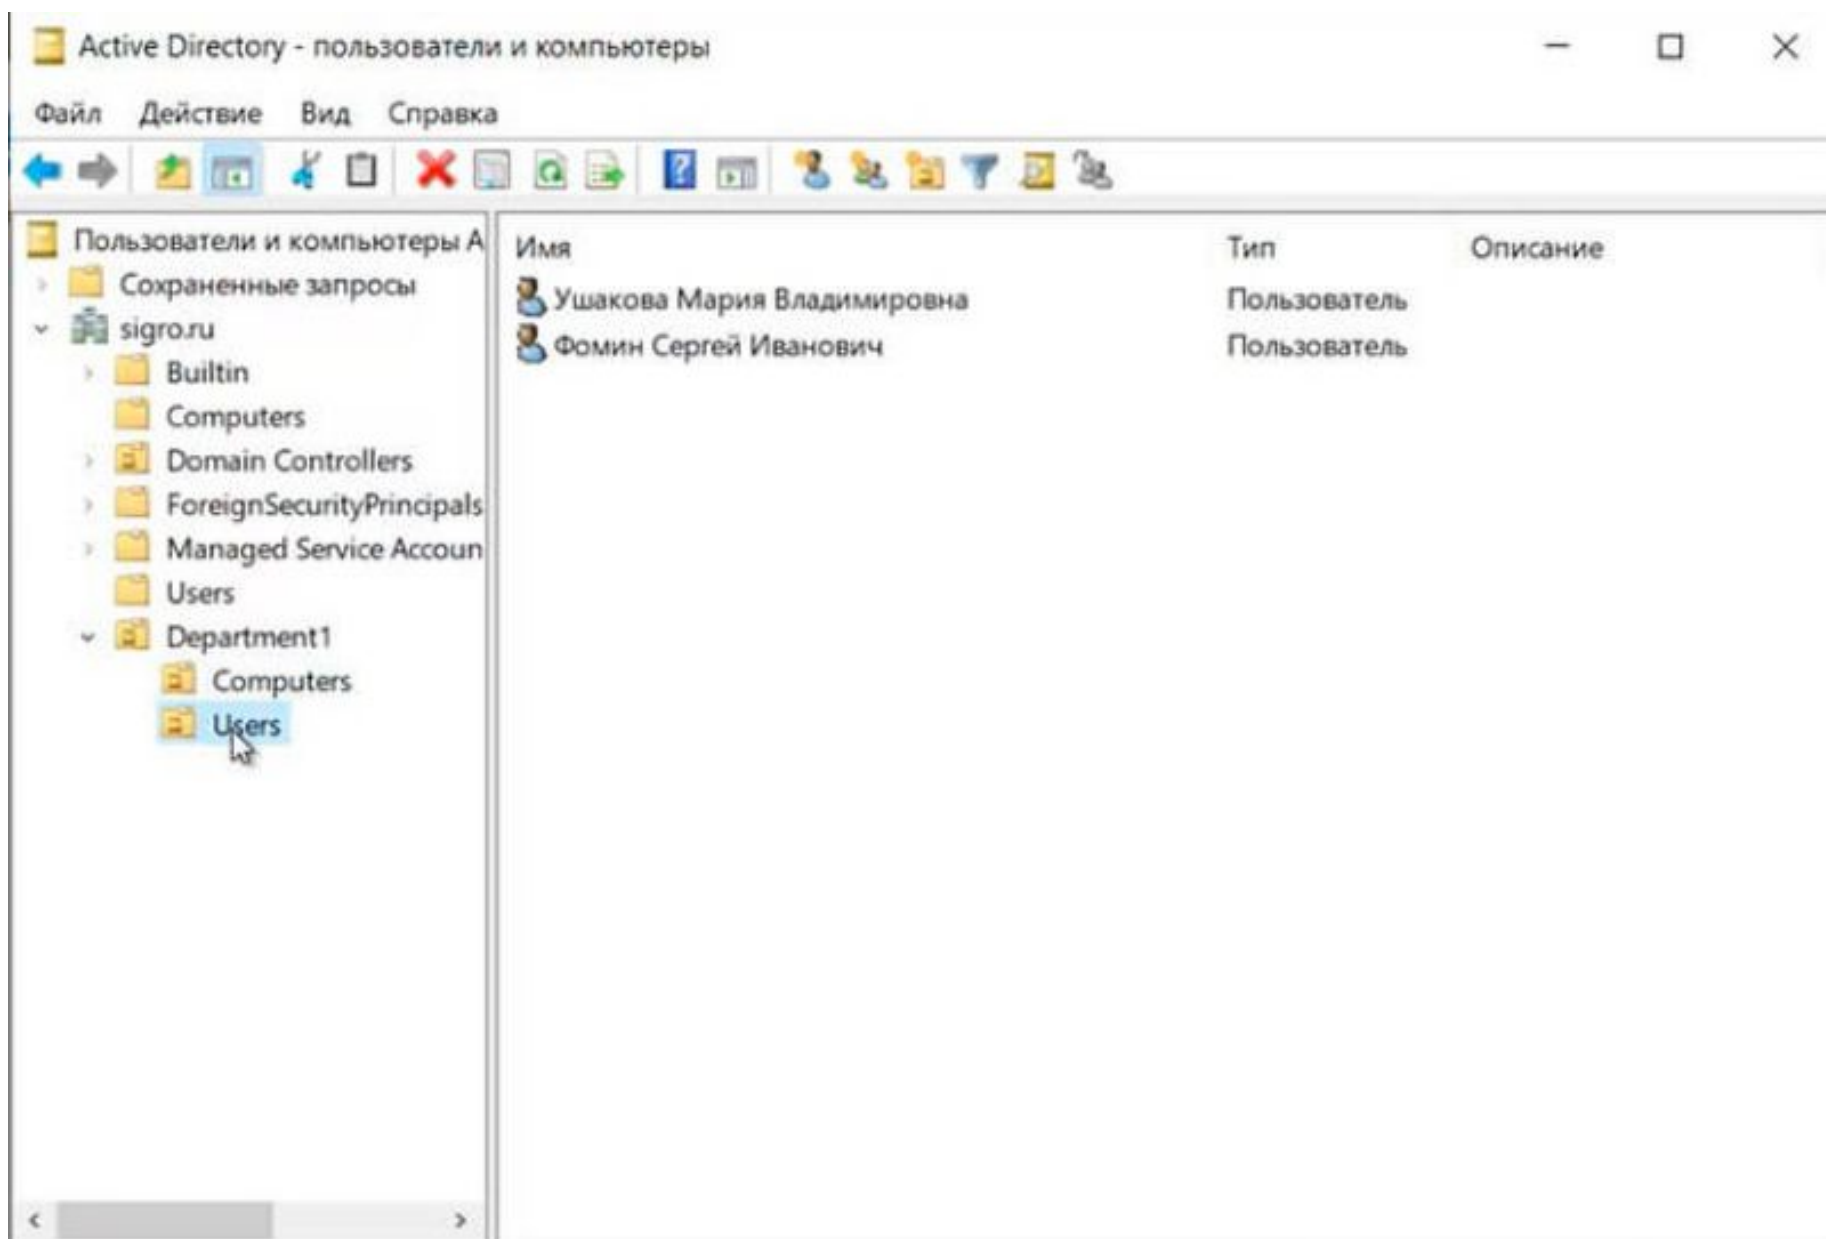 Active Directory - пользователи и компьютеры
Файл Действие Вид Справка
Пользователи и компьютеры A
Сохраненные запросы
sigro.ru
Builtin
Computers
Domain Controllers
ForeignSecurityPrincipals
Managed Service Accoun
Users
Department1
Computers
Users
Имя Тип Описание
Ушакова Мария Владимировна Пользователь
Фомин Сергей Иванович Пользователь